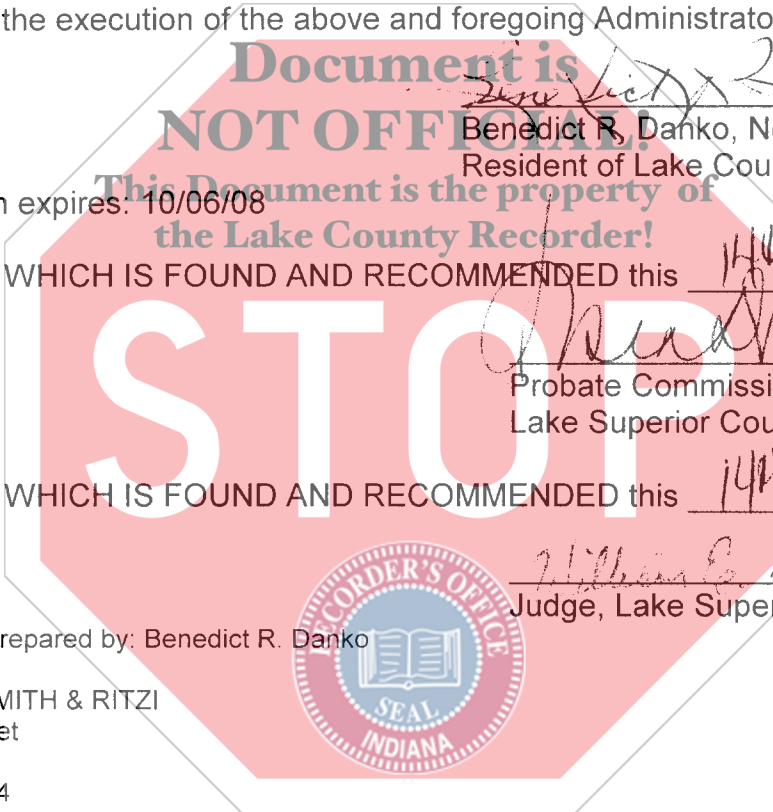 the execution of the above and foregoing Administrato
Document is
NOT OFFICIAL!
Benedict R. Danko, N
Resident of Lake Cou
This Document is the property of
expires: 10/06/08
the Lake County Recorder!
WHICH IS FOUND AND RECOMMENDED this 14
STOP
Probate Commissi
Lake Superior Cou
WHICH IS FOUND AND RECOMMENDED this 14
William
Judge, Lake Super
RECORDER'S OFFICE
SEAL
INDIANA
repared by: Benedict R. Danko
MITH & RITZI
et
4